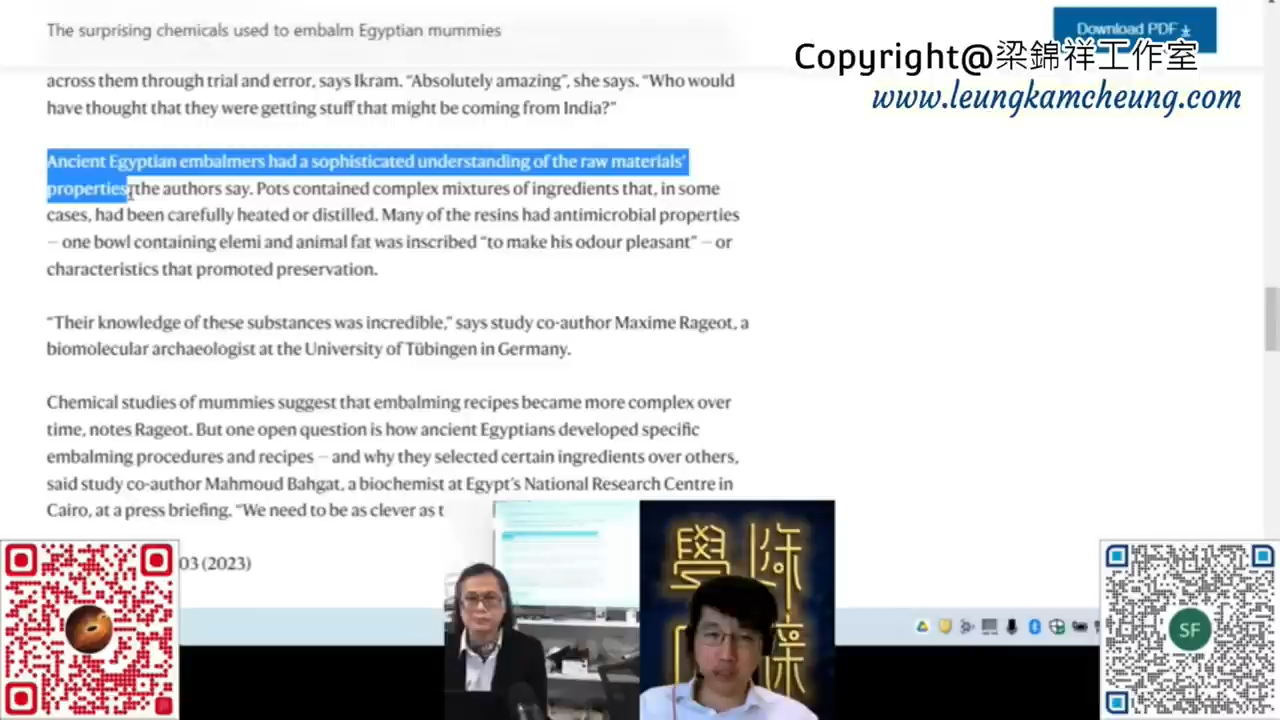 The surprising chemicals used to embalm Egyptian mummies
Download PDF
Copyright@梁錦祥工作室
www.leungkamcheung.com
across them through trial and error, says Ikram. “Absolutely amazing”, she says. “Who would
have thought that they were getting stuff that might be coming from India?”
Ancient Egyptian embalmers had a sophisticated understanding of the raw materials’
properties, the authors say. Pots contained complex mixtures of ingredients that, in some
cases, had been carefully heated or distilled. Many of the resins had antimicrobial properties
— one bowl containing elemi and animal fat was inscribed “to make his odour pleasant” — or
characteristics that promoted preservation.
“Their knowledge of these substances was incredible,” says study co-author Maxime Rageot, a
biomolecular archaeologist at the University of Tübingen in Germany.
Chemical studies of mummies suggest that embalming recipes became more complex over
time, notes Rageot. But one open question is how ancient Egyptians developed specific
embalming procedures and recipes — and why they selected certain ingredients over others,
said study co-author Mahmoud Bahgat, a biochemist at Egypt’s National Research Centre in
Cairo, at a press briefing. “We need to be as clever as t
03 (2023)
學
SF